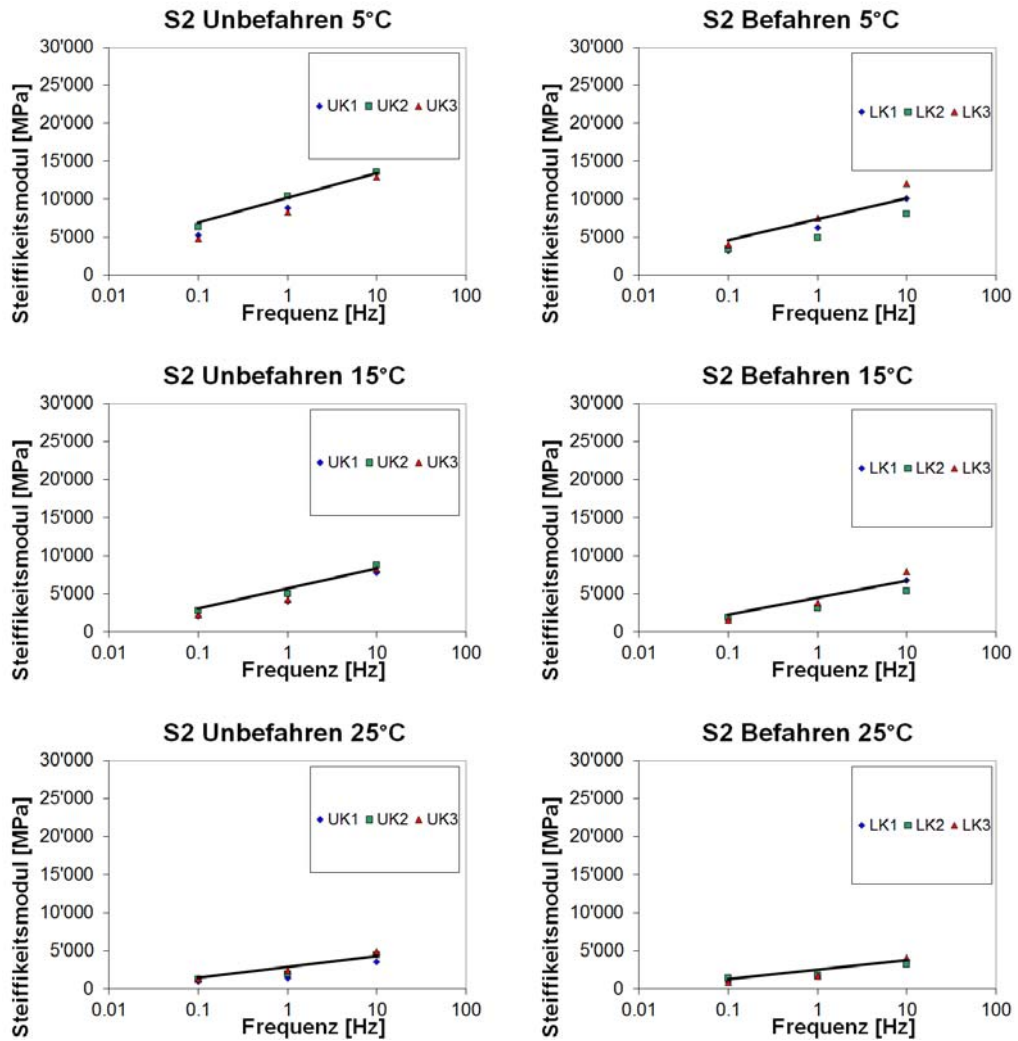 S2 Unbefahren 5°C
Steiffikeitsmodul [MPa]
30'000
25'000
20'000
15'000
10'000
5'000
0
UK1 UK2 UK3
0.01 0.1 1 10 100
Frequenz [Hz]
S2 Befahren 5°C
Steiffikeitsmodul [MPa]
30'000
25'000
20'000
15'000
10'000
5'000
0
LK1 LK2 LK3
0.01 0.1 1 10 100
Frequenz [Hz]
S2 Unbefahren 15°C
Steiffikeitsmodul [MPa]
30'000
25'000
20'000
15'000
10'000
5'000
0
UK1 UK2 UK3
0.01 0.1 1 10 100
Frequenz [Hz]
S2 Befahren 15°C
Steiffikeitsmodul [MPa]
30'000
25'000
20'000
15'000
10'000
5'000
0
LK1 LK2 LK3
0.01 0.1 1 10 100
Frequenz [Hz]
S2 Unbefahren 25°C
Steiffikeitsmodul [MPa]
30'000
25'000
20'000
15'000
10'000
5'000
0
UK1 UK2 UK3
0.01 0.1 1 10 100
Frequenz [Hz]
S2 Befahren 25°C
Steiffikeitsmodul [MPa]
30'000
25'000
20'000
15'000
10'000
5'000
0
LK1 LK2 LK3
0.01 0.1 1 10 100
Frequenz [Hz]